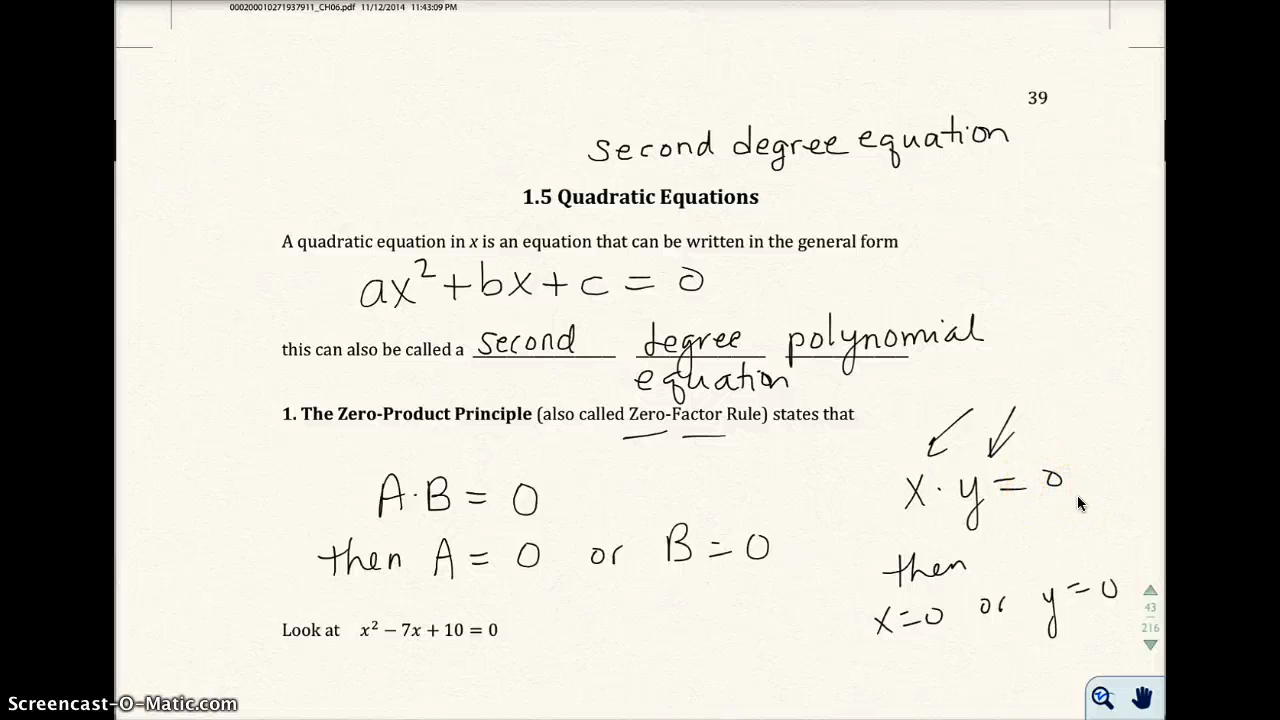 000200010271937911_CH06.pdf 11/12/2014 11:43:09 PM
39
second degree equation
1.5 Quadratic Equations
A quadratic equation in x is an equation that can be written in the general form
ax² + bx + c = 0
this can also be called a second degree polynomial
equation
1. The Zero-Product Principle (also called Zero-Factor Rule) states that
A · B = 0
then A = 0 or B = 0
x · y = 0
then
x = 0 or y = 0
Look at x² − 7x + 10 = 0
43
216
Screencast-O-Matic.com